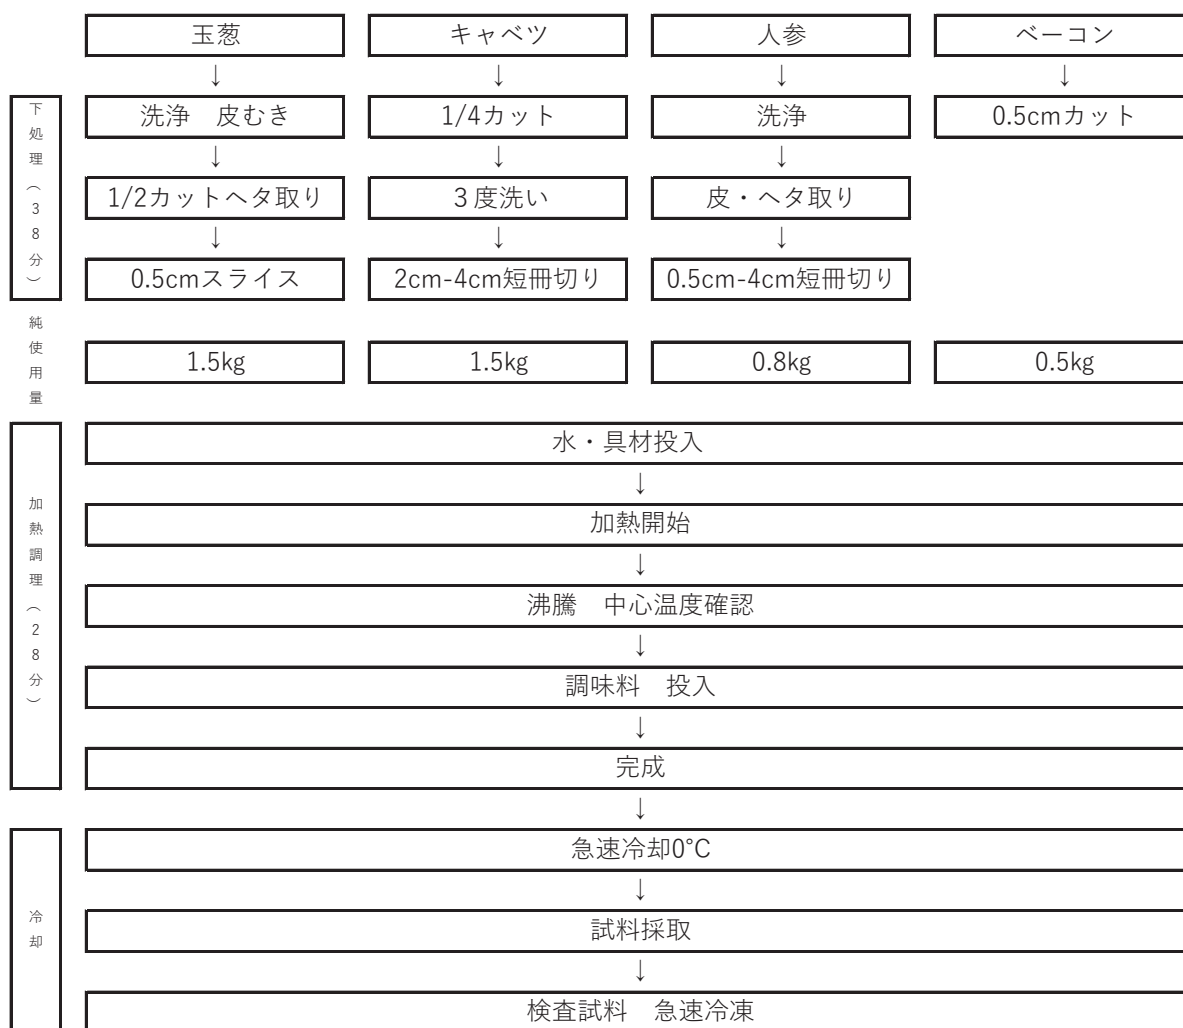 玉葱　キャベツ　人参　ベーコン
↓　↓　↓　↓
下処理（38分）
洗浄　皮むき　1/4カット　洗浄　0.5cmカット
↓　↓　↓
1/2カットヘタ取り　３度洗い　皮・ヘタ取り
↓　↓　↓
0.5cmスライス　2cm-4cm短冊切り　0.5cm-4cm短冊切り
純使用量
1.5kg　1.5kg　0.8kg　0.5kg
加熱調理（28分）
水・具材投入
↓
加熱開始
↓
沸騰　中心温度確認
↓
調味料　投入
↓
完成
↓
冷却
急速冷却0℃
↓
試料採取
↓
検査試料　急速冷凍